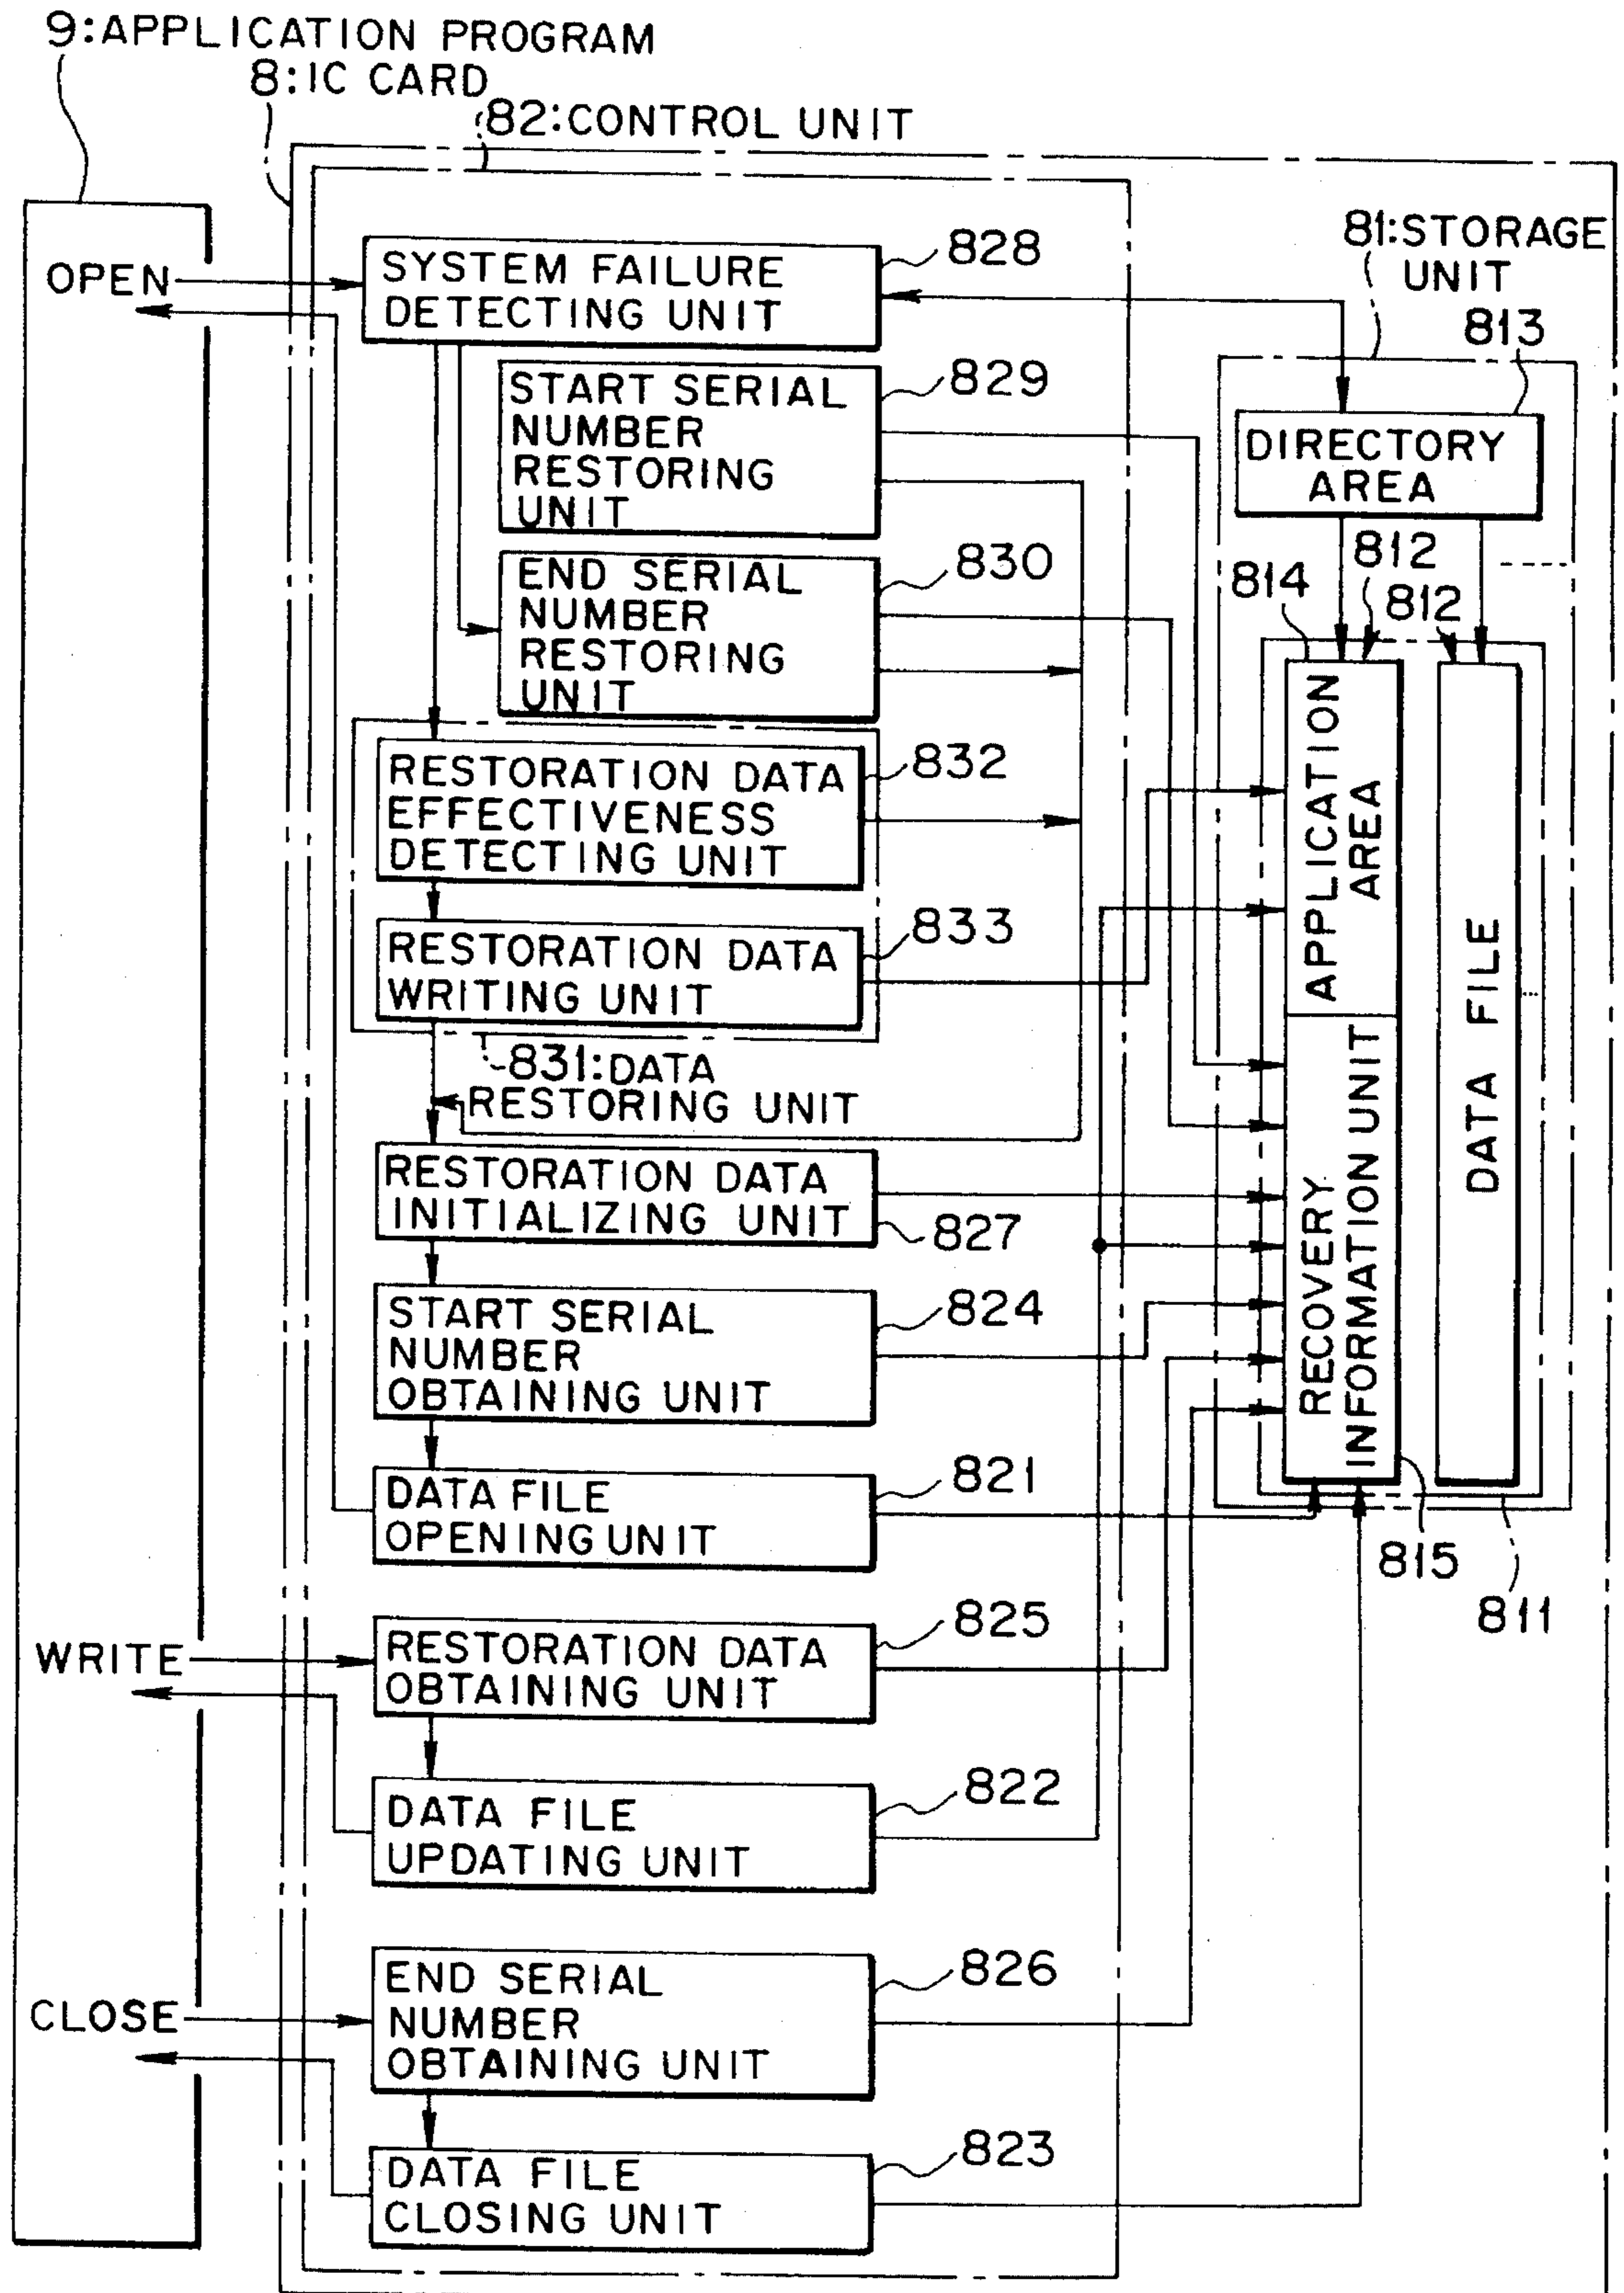 9:APPLICATION PROGRAM
8:IC CARD
82:CONTROL UNIT
81:STORAGE
UNIT
OPEN
SYSTEM FAILURE
DETECTING UNIT
828
813
START SERIAL
NUMBER
RESTORING
UNIT
829
DIRECTORY
AREA
END SERIAL
NUMBER
RESTORING
UNIT
830
814
812
812
RESTORATION DATA
EFFECTIVENESS
DETECTING UNIT
832
APPLICATION
AREA
RESTORATION DATA
WRITING UNIT
833
DATA FILE
831:DATA
RESTORING UNIT
RECOVERY
INFORMATION UNIT
RESTORATION DATA
INITIALIZING UNIT
827
START SERIAL
NUMBER
OBTAINING UNIT
824
DATA FILE
OPENING UNIT
821
815
811
WRITE
RESTORATION DATA
OBTAINING UNIT
825
DATA FILE
UPDATING UNIT
822
CLOSE
END SERIAL
NUMBER
OBTAINING UNIT
826
DATA FILE
CLOSING UNIT
823